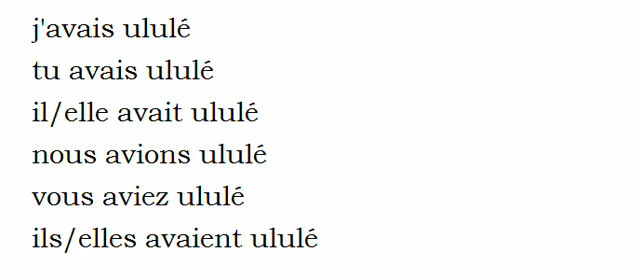 j'avais ululé
tu avais ululé
il/elle avait ululé
nous avions ululé
vous aviez ululé
ils/elles avaient ululé